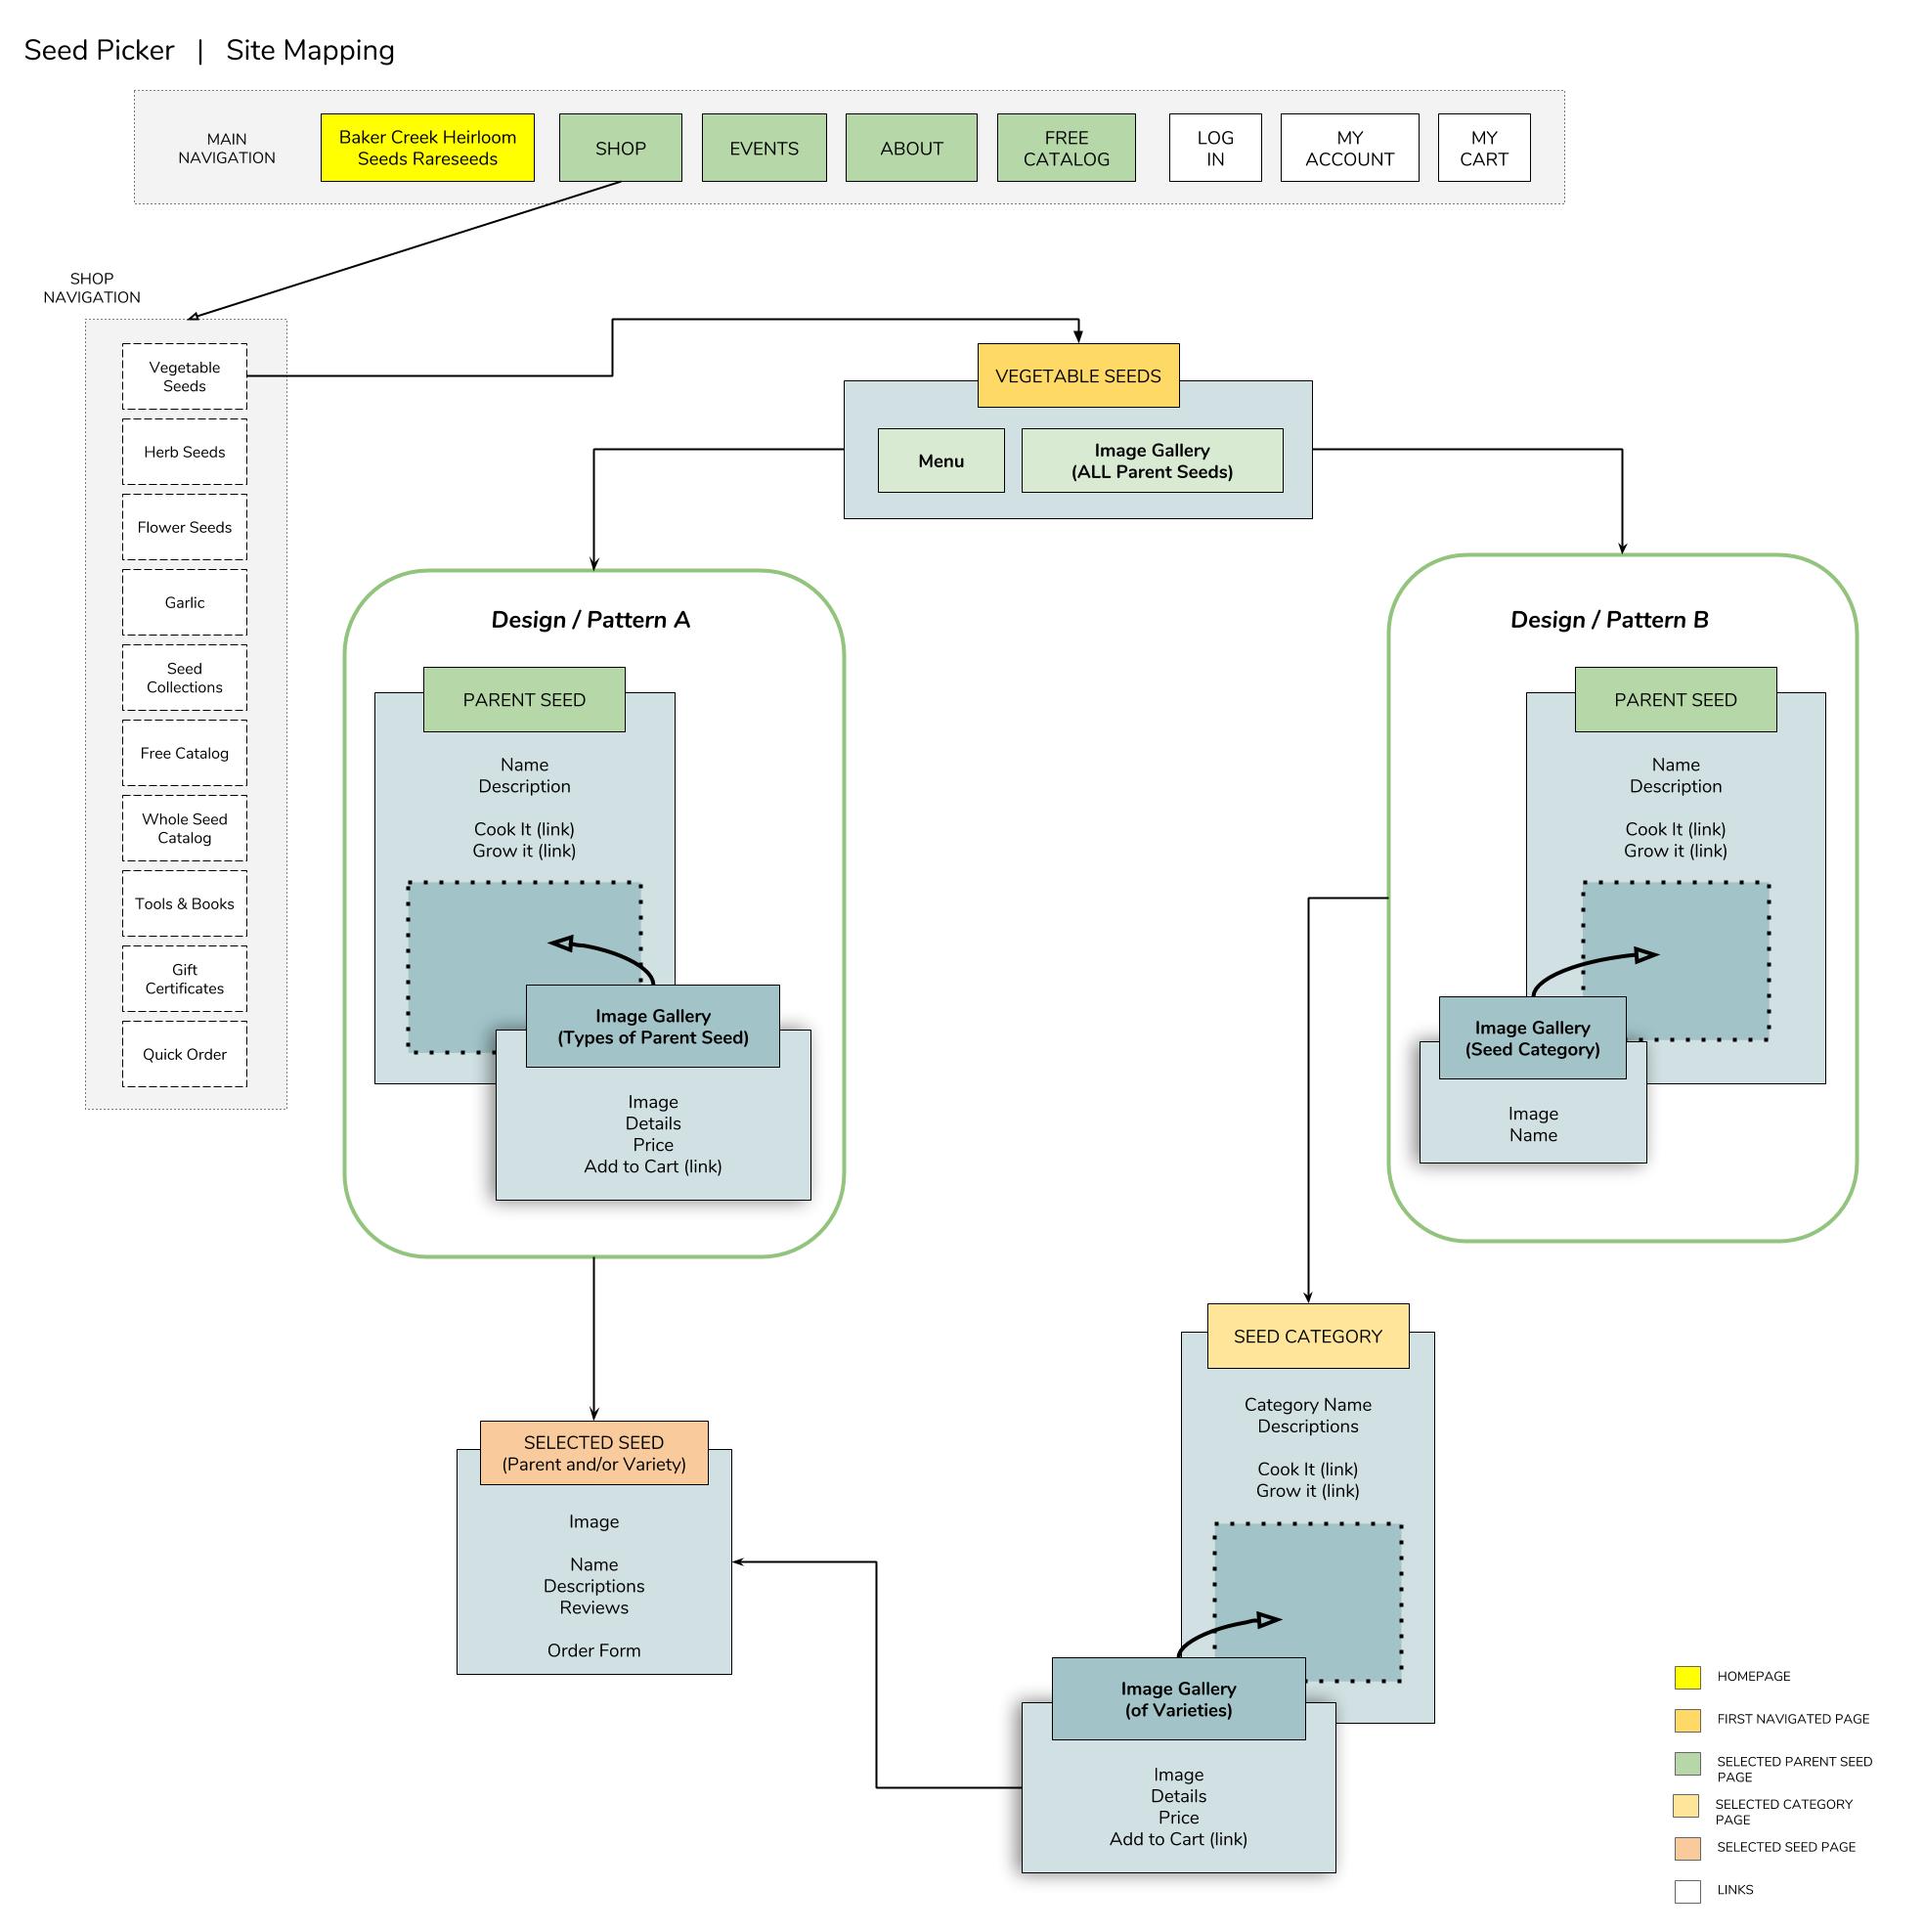 Seed Picker | Site Mapping
MAIN
NAVIGATION
Baker Creek Heirloom
Seeds Rareseeds
SHOP
EVENTS
ABOUT
FREE
CATALOG
LOG
IN
MY
ACCOUNT
MY
CART
SHOP
NAVIGATION
Vegetable
Seeds
Herb Seeds
Flower Seeds
Garlic
Seed
Collections
Free Catalog
Whole Seed
Catalog
Tools & Books
Gift
Certificates
Quick Order
VEGETABLE SEEDS
Menu
Image Gallery
(ALL Parent Seeds)
Design / Pattern A
PARENT SEED
Name
Description
Cook It (link)
Grow it (link)
Image Gallery
(Types of Parent Seed)
Image
Details
Price
Add to Cart (link)
Design / Pattern B
PARENT SEED
Name
Description
Cook It (link)
Grow it (link)
Image Gallery
(Seed Category)
Image
Name
SELECTED SEED
(Parent and/or Variety)
Image
Name
Descriptions
Reviews
Order Form
SEED CATEGORY
Category Name
Descriptions
Cook It (link)
Grow it (link)
Image Gallery
(of Varieties)
Image
Details
Price
Add to Cart (link)
HOMEPAGE
FIRST NAVIGATED PAGE
SELECTED PARENT SEED
PAGE
SELECTED CATEGORY
PAGE
SELECTED SEED PAGE
LINKS